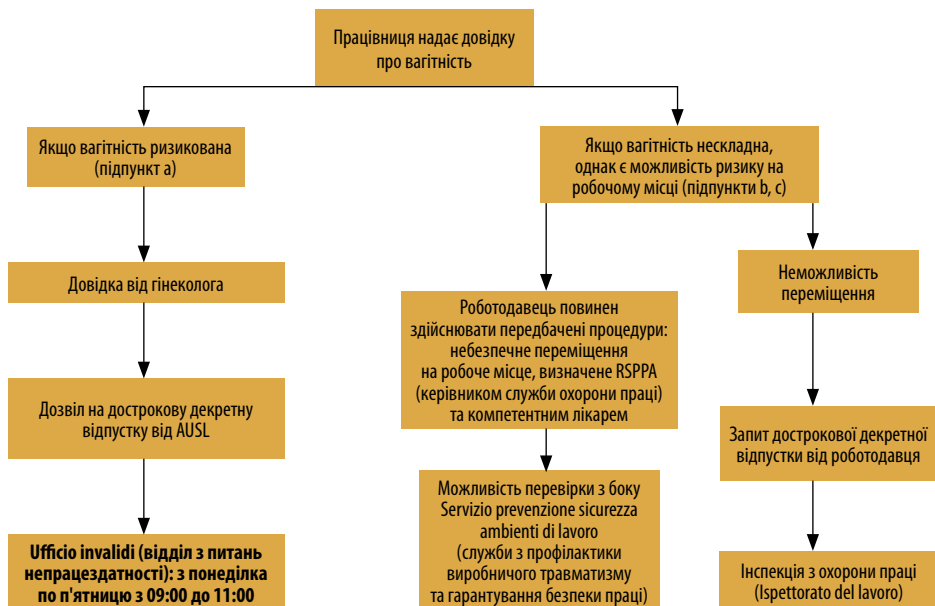 Працівниця надає довідку
про вагітність
Якщо вагітність ризикована
(підпункт a)
Якщо вагітність нескладна,
однак є можливість ризику на
робочому місці (підпункти b, c)
Довідка від гінеколога
Роботодавець повинен
здійснювати передбачені процедури:
небезпечне переміщення
на робоче місце, визначене RSPPA
(керівником служби охорони праці)
та компетентним лікарем
Неможливість
переміщення
Дозвіл на дострокову декретну
відпустку від AUSL
Запит дострокової декретної
відпустки від роботодавця
Ufficio invalidi (відділ з питань
непрацездатності): з понеділка
по п'ятницю з 09:00 до 11:00
Можливість перевірки з боку
Servizio prevenzione sicurezza
ambienti di lavoro
(служби з профілактики
виробничого травматизму
та гарантування безпеки праці)
Інспекція з охорони праці
(Ispettorato del lavoro)